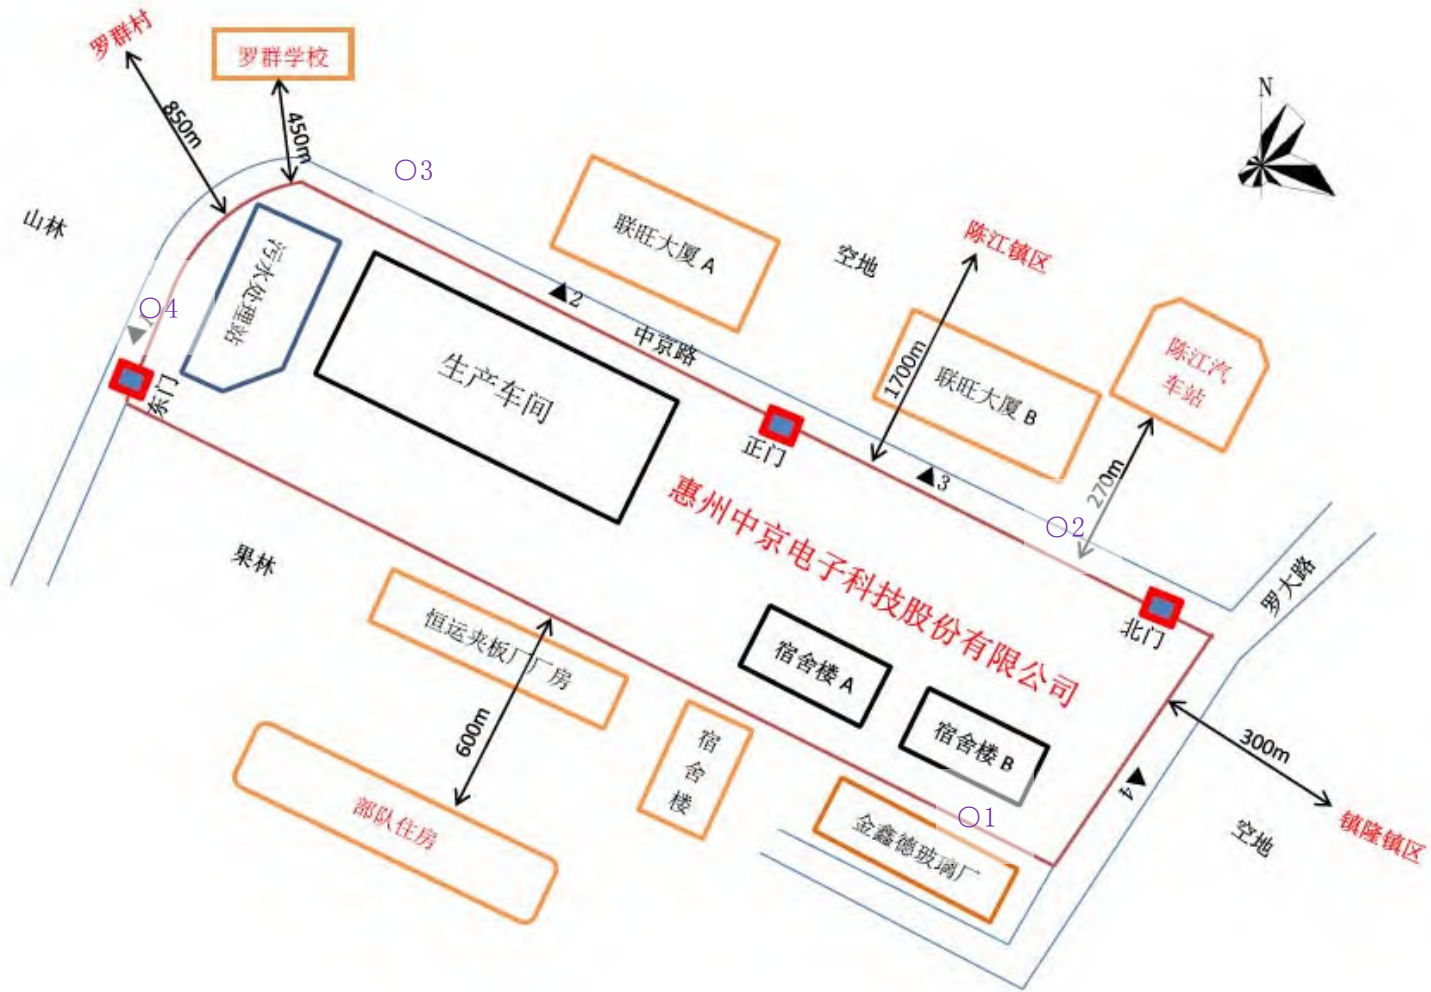 罗群村
罗群学校
850m
450m
N
○3
山林
联旺大厦 A
空地
陈江镇区
污水处理站
○4
1
▲2
中京路
1700m
陈江汽
车站
生产车间
联旺大厦 B
东门
正门
270m
▲3
惠州中京电子科技股份有限公司
○2
罗大路
果林
北门
恒运夹板厂厂房
宿舍楼 A
600m
宿舍楼 B
300m
宿
舍
楼
▲4
部队住房
○1
金鑫德玻璃厂
空地
镇隆镇区